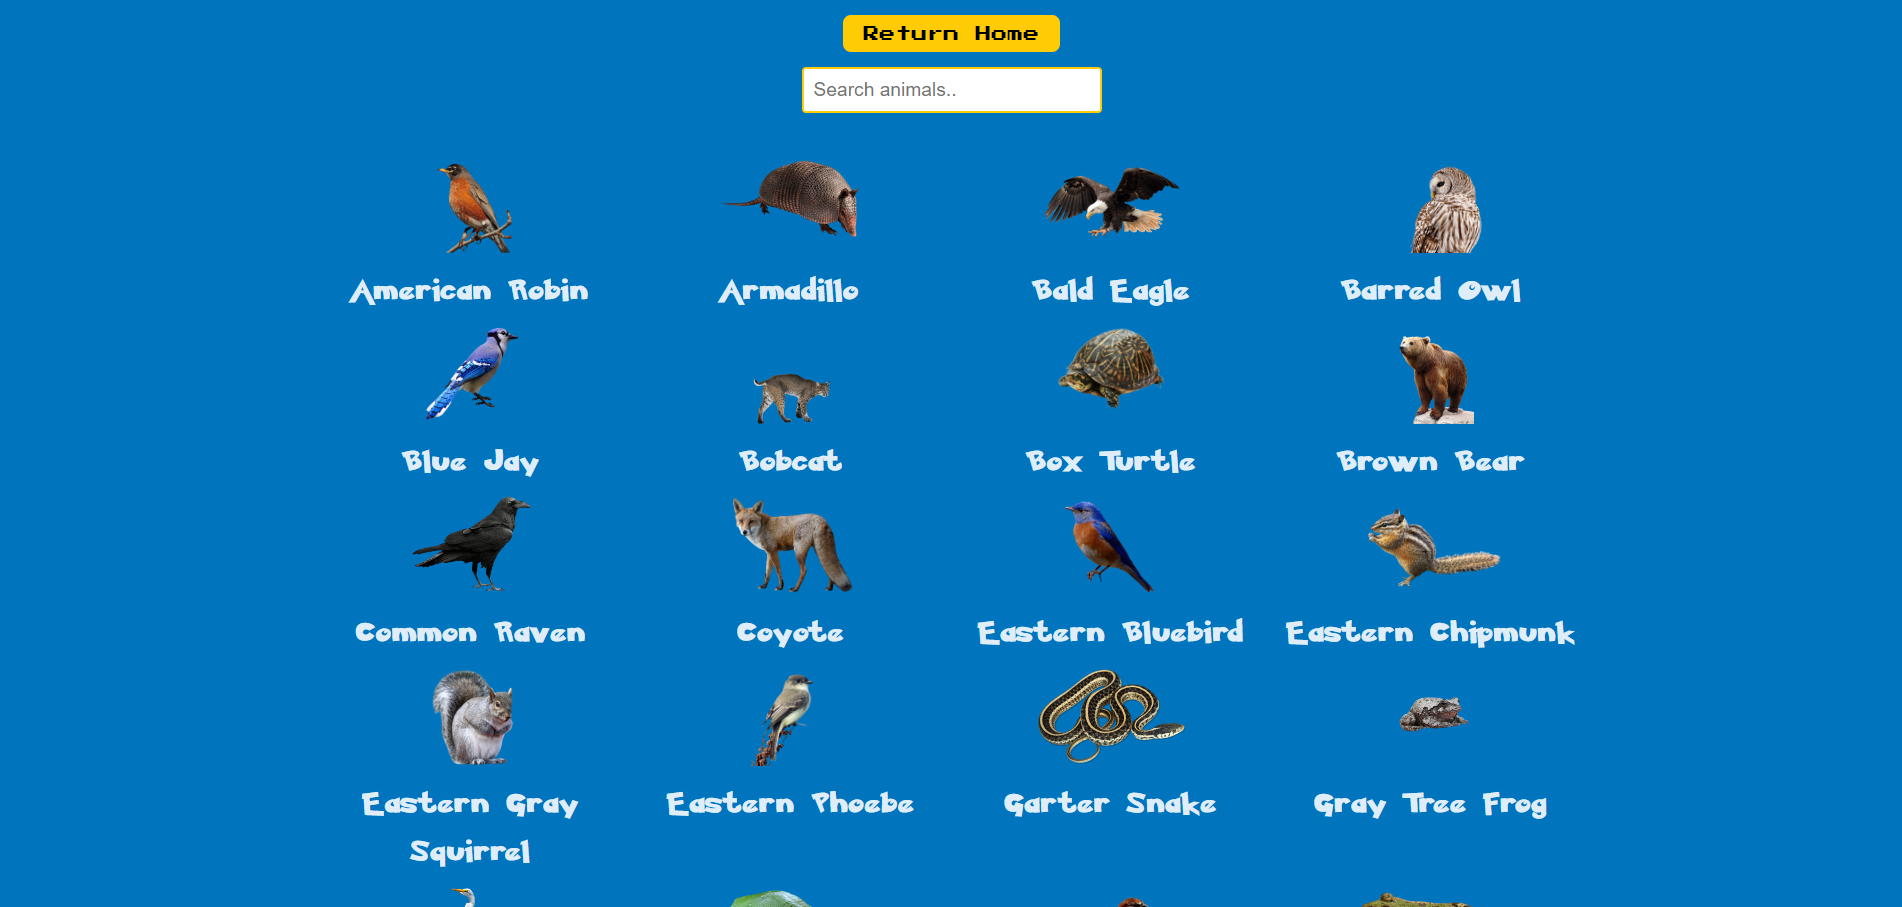 Return Home
Search animals..
American Robin
Armadillo
Bald Eagle
Barred Owl
Blue Jay
Bobcat
Box Turtle
Brown Bear
Common Raven
Coyote
Eastern Bluebird
Eastern Chipmunk
Eastern Gray
Squirrel
Eastern Phoebe
Garter Snake
Gray Tree Frog